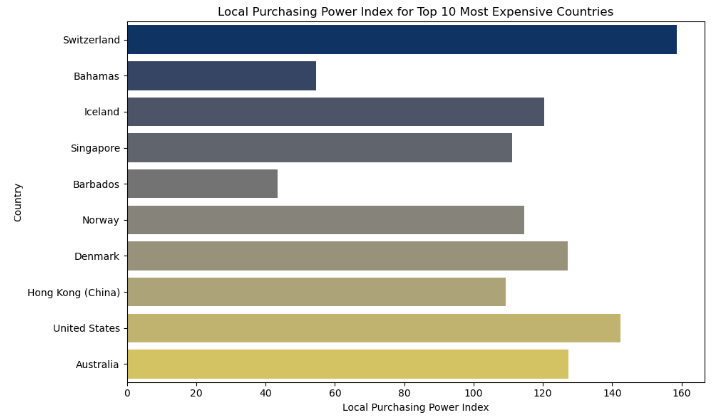 Local Purchasing Power Index for Top 10 Most Expensive Countries
Country
Switzerland
Bahamas
Iceland
Singapore
Barbados
Norway
Denmark
Hong Kong (China)
United States
Australia
0 20 40 60 80 100 120 140 160
Local Purchasing Power Index